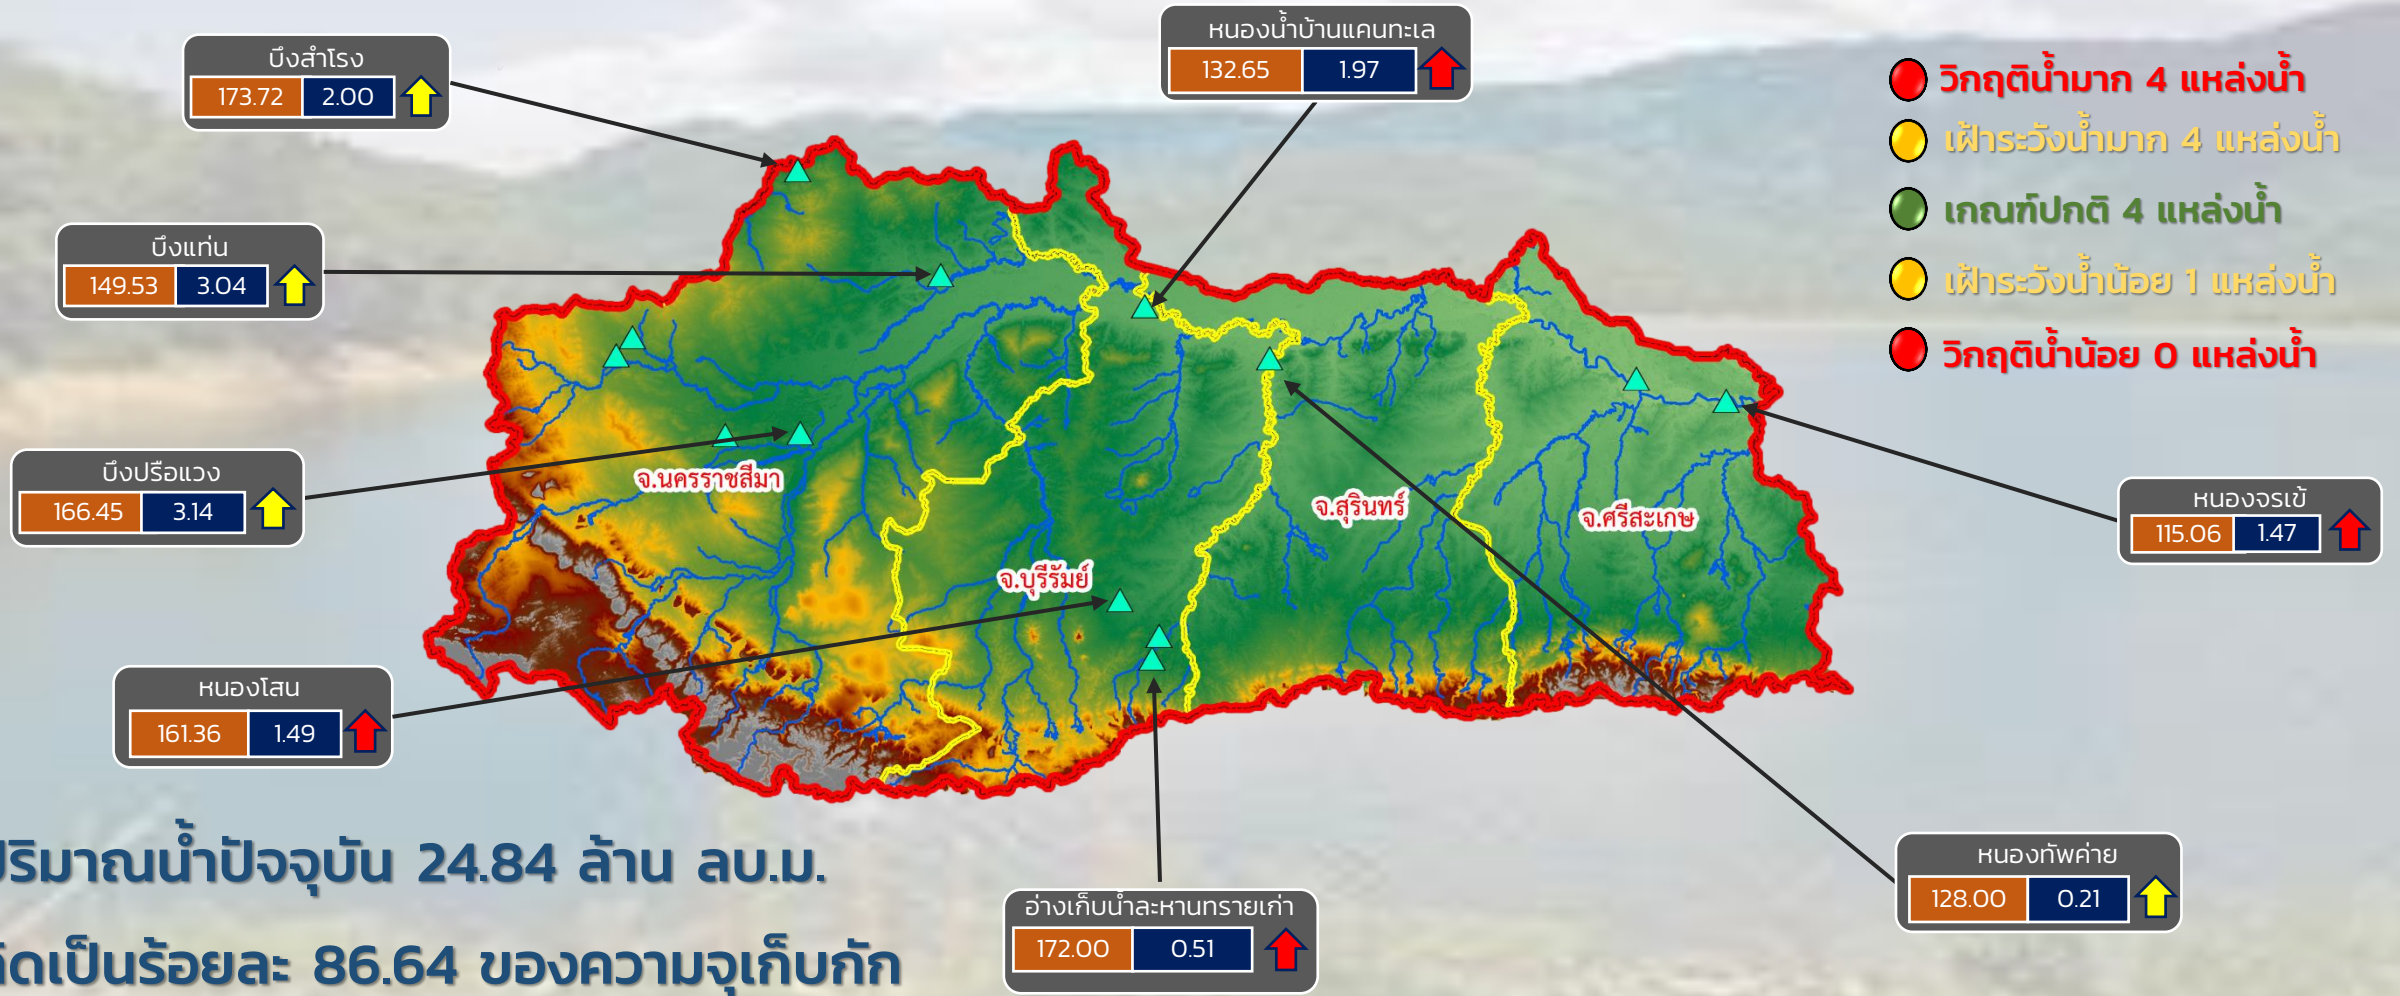 หนองน้ำบ้านแคนทะเล
132.65 1.97
บึงสำโรง
173.72 2.00
วิกฤติน้ำมาก 4 แหล่งน้ำ
เฝ้าระวังน้ำมาก 4 แหล่งน้ำ
เกณฑ์ปกติ 4 แหล่งน้ำ
เฝ้าระวังน้ำน้อย 1 แหล่งน้ำ
วิกฤติน้ำน้อย 0 แหล่งน้ำ
บึงแท่น
149.53 3.04
บึงปรือแวง
166.45 3.14
จ.นครราชสีมา
จ.สุรินทร์
จ.ศรีสะเกษ
จ.บุรีรัมย์
หนองจรเข้
115.06 1.47
หนองโสน
161.36 1.49
ปริมาณน้ำปัจจุบัน 24.84 ล้าน ลบ.ม.
คิดเป็นร้อยละ 86.64 ของความจุเก็บกัก
อ่างเก็บน้ำละหานทรายเก่า
172.00 0.51
หนองทัพค่าย
128.00 0.21